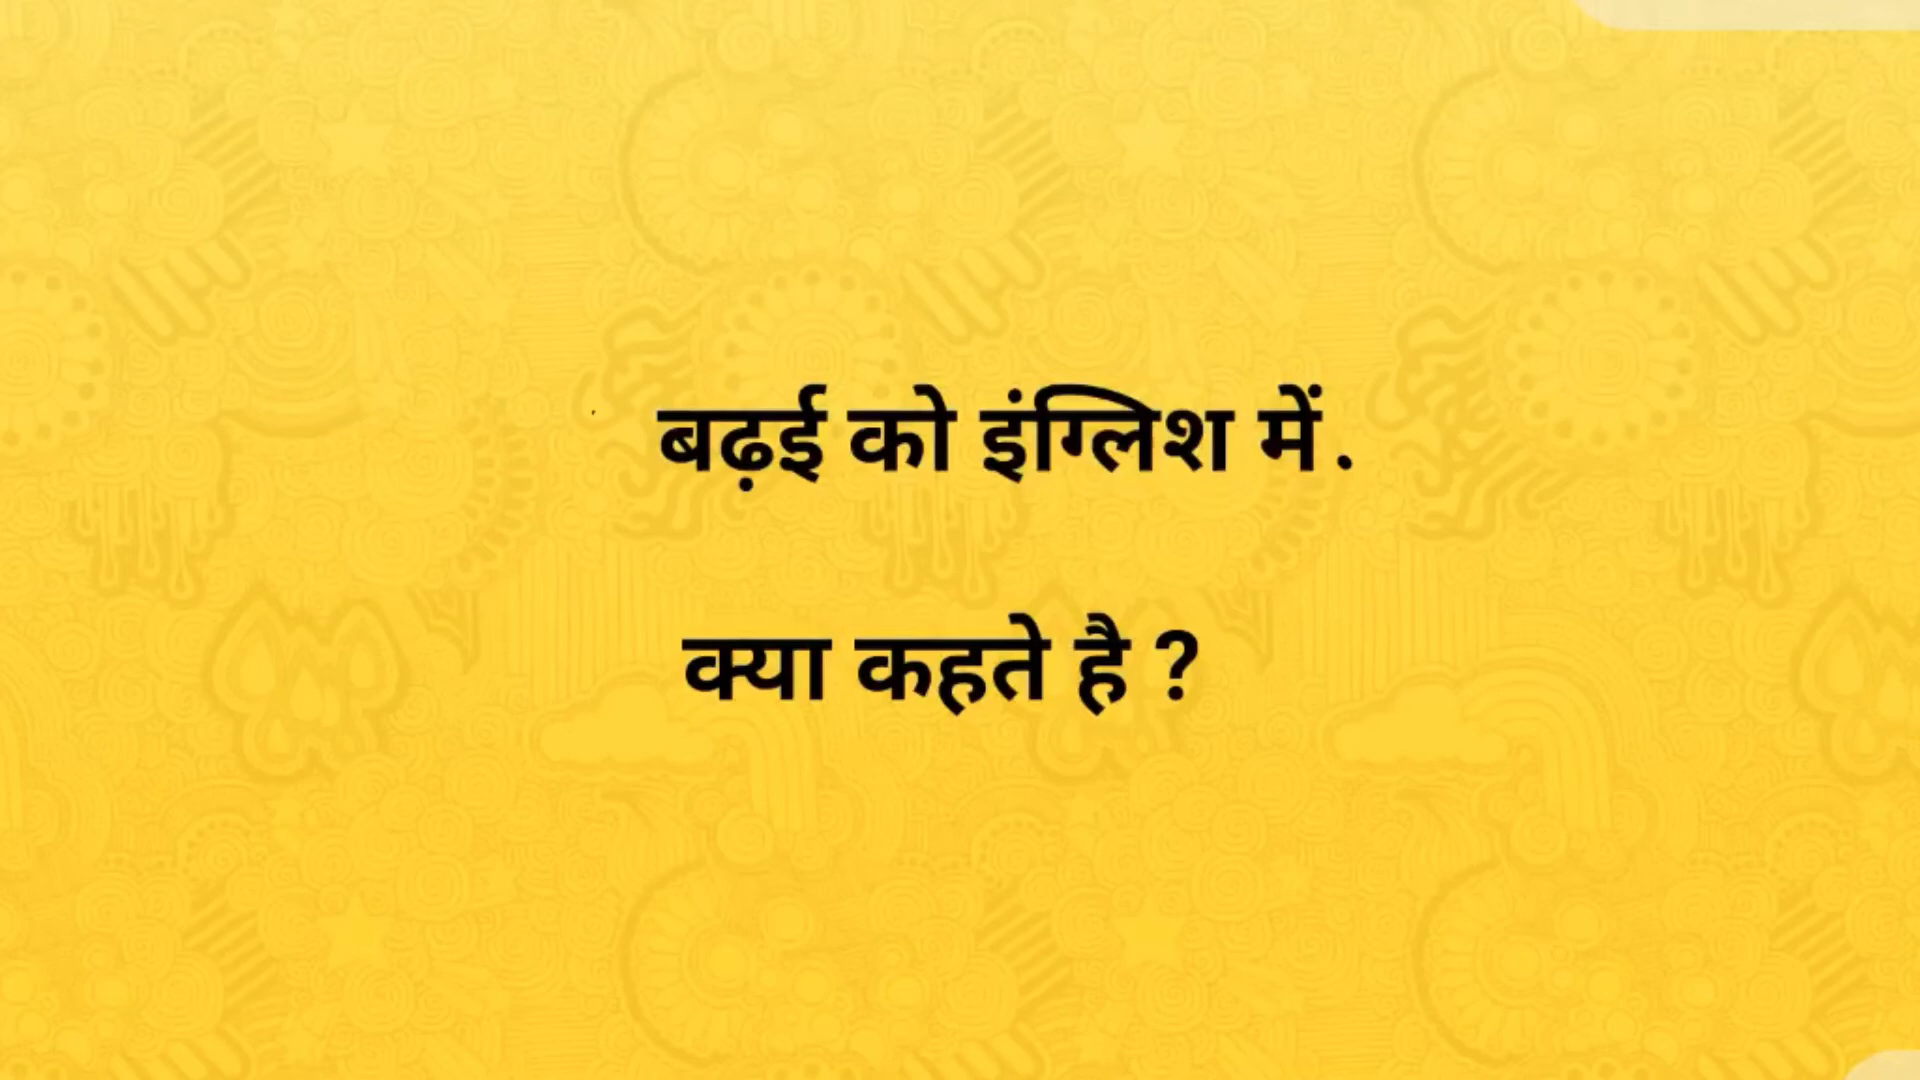 बढ़ई को इंग्लिश में.
क्या कहते है ?